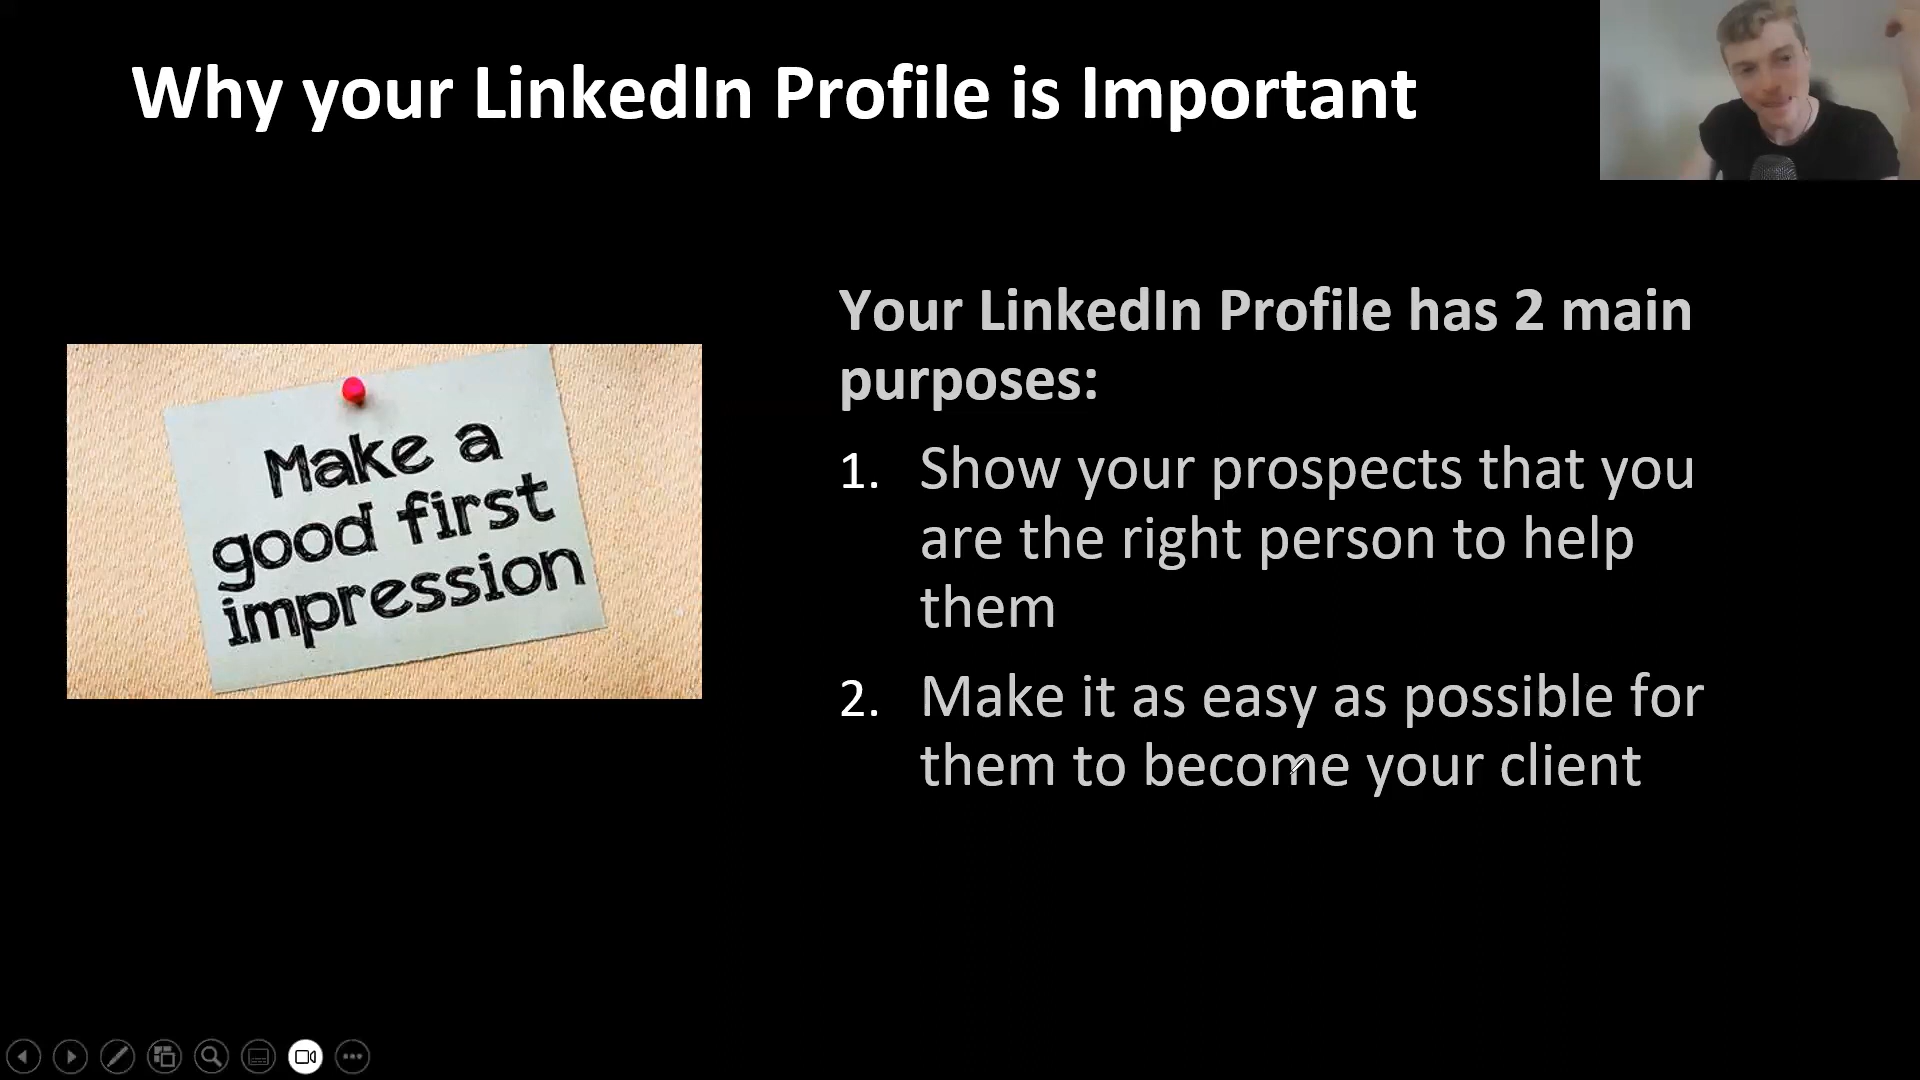 Why your LinkedIn Profile is Important
Make a
good first
impression
Your LinkedIn Profile has 2 main
purposes:
1. Show your prospects that you
are the right person to help
them
2. Make it as easy as possible for
them to become your client